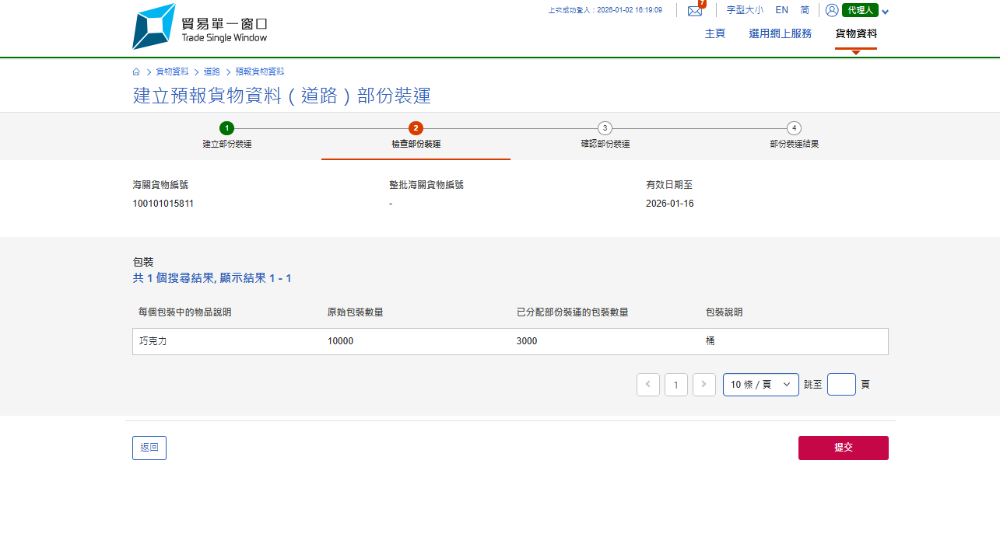 貿易單一窗口
Trade Single Window
上次成功登入：2026-01-02 16:19:09
7
字型大小 EN 简 代理人
主頁 選用網上服務 貨物資料
貨物資料 道路 預報貨物資料
建立預報貨物資料 ( 道路 ) 部份裝運
1 2 3 4
建立部份裝運 檢查部份裝運 確認部份裝運 部份裝運結果
海關貨物編號 整批海關貨物編號 有效日期至
100101015811 - 2026-01-16
包裝
共 1 個搜尋結果, 顯示結果 1 - 1
每個包裝中的物品說明 原始包裝數量 已分配部份裝運的包裝數量 包裝說明
巧克力 10000 3000 桶
1 10 條 / 頁 跳至 頁
返回 提交